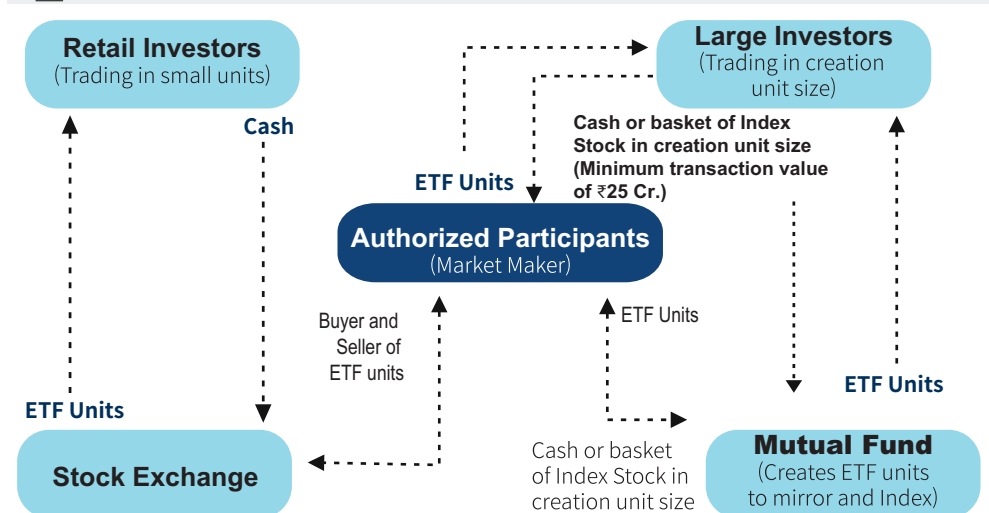 Retail Investors
(Trading in small units)
Large Investors
(Trading in creation
unit size)
Cash
Cash or basket of Index
Stock in creation unit size
(Minimum transaction value
of ₹25 Cr.)
ETF Units
Authorized Participants
(Market Maker)
Buyer and
Seller of
ETF units
ETF Units
ETF Units
ETF Units
Stock Exchange
Cash or basket
of Index Stock in
creation unit size
Mutual Fund
(Creates ETF units
to mirror and Index)